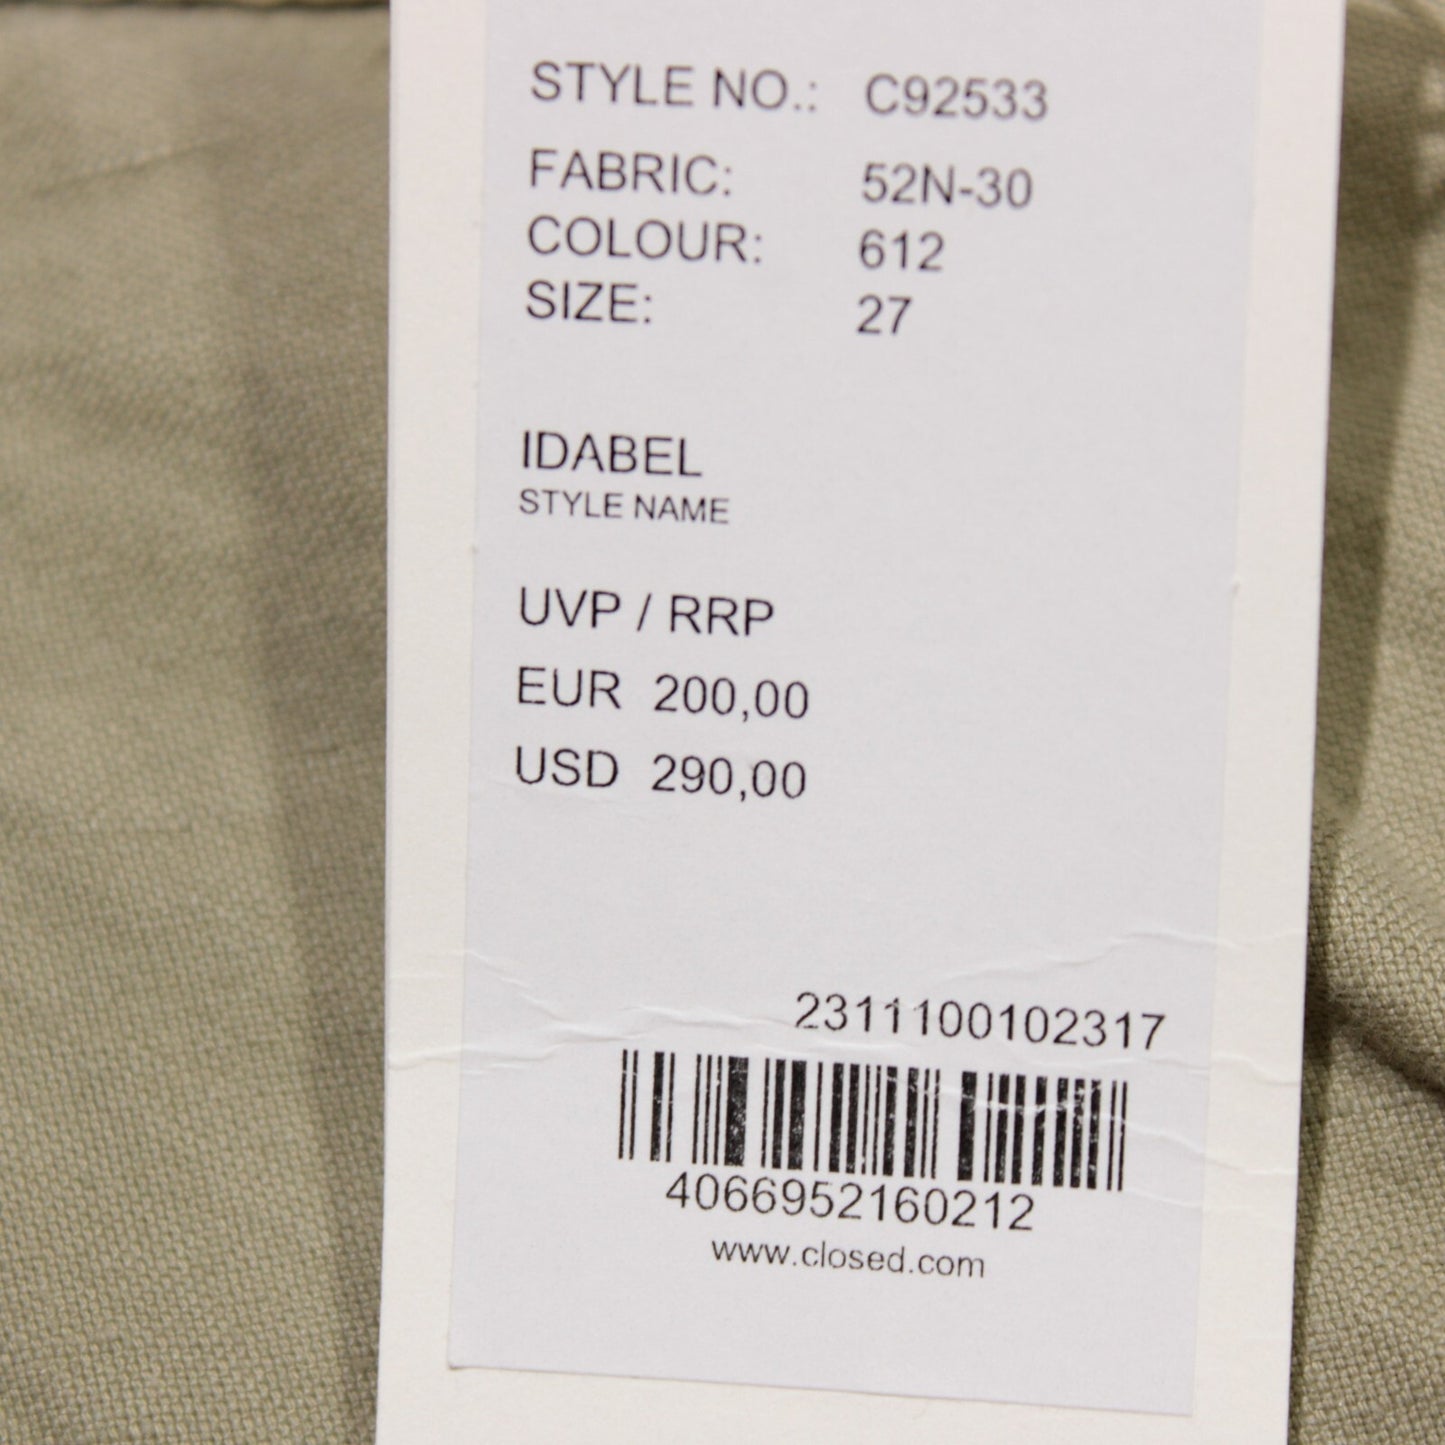 STYLE NO.: C92533
FABRIC: 52N-30
COLOUR: 612
SIZE: 27
IDABEL
STYLE NAME
UVP / RRP
EUR 200,00
USD 290,00
2311100102317
4066952160212
www.closed.com